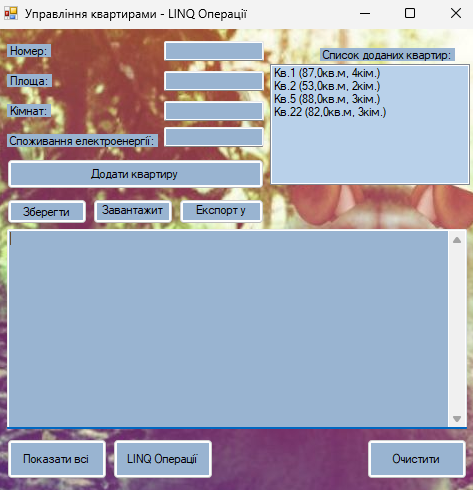 Управління квартирами - LINQ Операції
Номер:
Площа:
Кімнат:
Споживання електроенергії:
Додати квартиру
Список доданих квартир:
Кв.1 (87,0кв.м, 4кім.)
Кв.2 (53,0кв.м, 2кім.)
Кв.5 (88,0кв.м, 3кім.)
Кв.22 (82,0кв.м, 3кім.)
Зберегти
Завантажит
Експорт у
Показати всі
LINQ Операції
Очистити